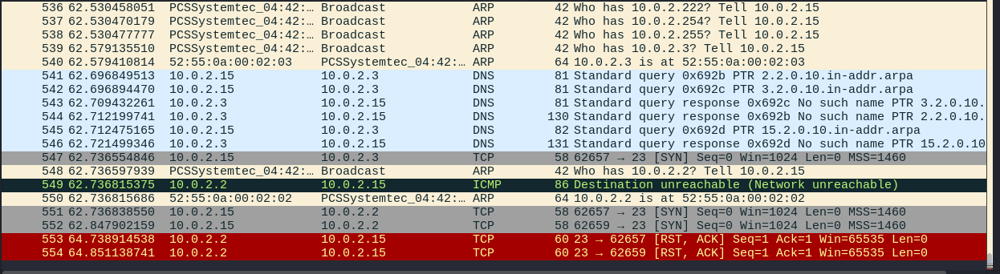 536 62.530458051 PCSSystemtec_04:42:… Broadcast ARP 42 Who has 10.0.2.222? Tell 10.0.2.15
537 62.530470179 PCSSystemtec_04:42:… Broadcast ARP 42 Who has 10.0.2.254? Tell 10.0.2.15
538 62.530477777 PCSSystemtec_04:42:… Broadcast ARP 42 Who has 10.0.2.255? Tell 10.0.2.15
539 62.579135510 PCSSystemtec_04:42:… Broadcast ARP 42 Who has 10.0.2.3? Tell 10.0.2.15
540 62.579410814 52:55:0a:00:02:03 PCSSystemtec_04:42:… ARP 64 10.0.2.3 is at 52:55:0a:00:02:03
541 62.696849513 10.0.2.15 10.0.2.3 DNS 81 Standard query 0x692b PTR 2.2.0.10.in-addr.arpa
542 62.696894470 10.0.2.15 10.0.2.3 DNS 81 Standard query 0x692c PTR 3.2.0.10.in-addr.arpa
543 62.709432261 10.0.2.3 10.0.2.15 DNS 81 Standard query response 0x692c No such name PTR 3.2.0.10.
544 62.712199741 10.0.2.3 10.0.2.15 DNS 130 Standard query response 0x692b No such name PTR 2.2.0.10.
545 62.712475165 10.0.2.15 10.0.2.3 DNS 82 Standard query 0x692d PTR 15.2.0.10.in-addr.arpa
546 62.721499346 10.0.2.3 10.0.2.15 DNS 131 Standard query response 0x692d No such name PTR 15.2.0.10
547 62.736554846 10.0.2.15 10.0.2.3 TCP 58 62657 → 23 [SYN] Seq=0 Win=1024 Len=0 MSS=1460
548 62.736597939 PCSSystemtec_04:42:… Broadcast ARP 42 Who has 10.0.2.2? Tell 10.0.2.15
549 62.736815375 10.0.2.2 10.0.2.15 ICMP 86 Destination unreachable (Network unreachable)
550 62.736815686 52:55:0a:00:02:02 PCSSystemtec_04:42:… ARP 64 10.0.2.2 is at 52:55:0a:00:02:02
551 62.736838550 10.0.2.15 10.0.2.2 TCP 58 62657 → 23 [SYN] Seq=0 Win=1024 Len=0 MSS=1460
552 62.847902159 10.0.2.15 10.0.2.2 TCP 58 62659 → 23 [SYN] Seq=0 Win=1024 Len=0 MSS=1460
553 64.738914538 10.0.2.2 10.0.2.15 TCP 60 23 → 62657 [RST, ACK] Seq=1 Ack=1 Win=65535 Len=0
554 64.851138741 10.0.2.2 10.0.2.15 TCP 60 23 → 62659 [RST, ACK] Seq=1 Ack=1 Win=65535 Len=0